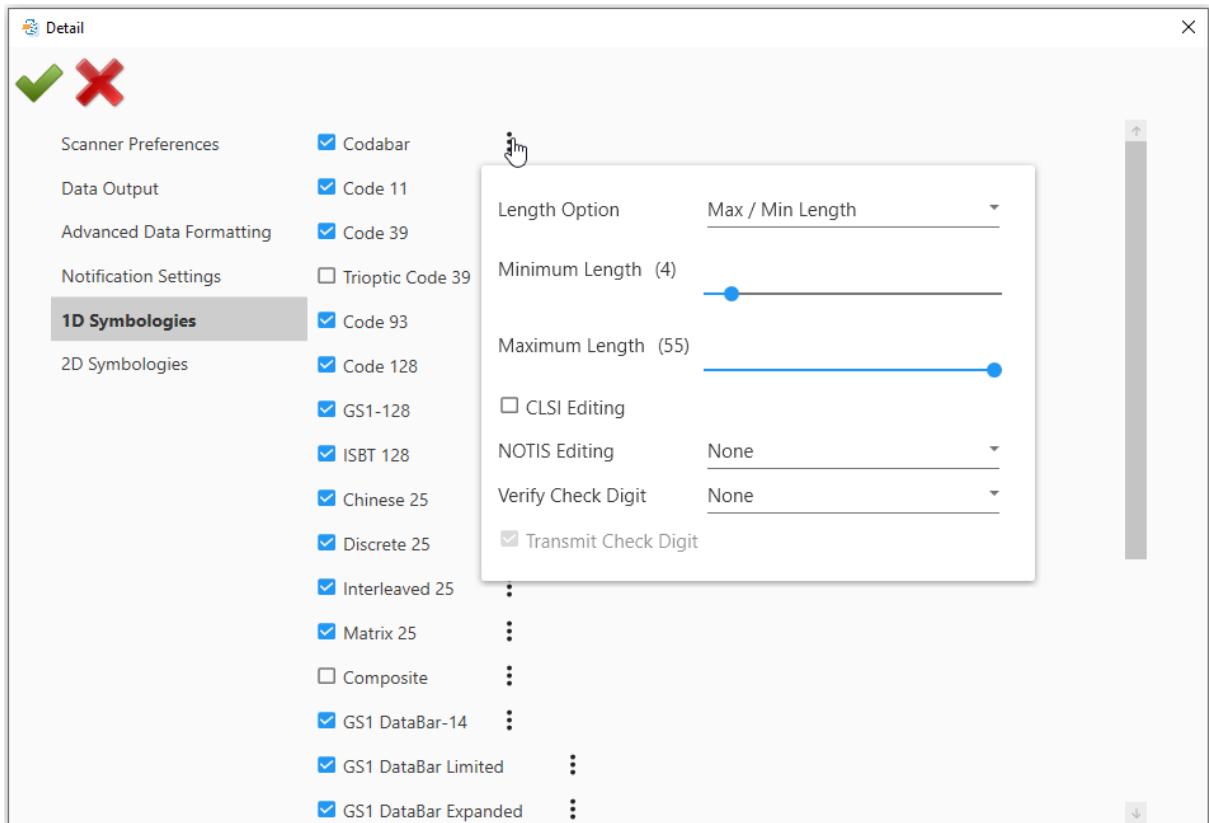 Detail
Scanner Preferences
Data Output
Advanced Data Formatting
Notification Settings
1D Symbologies
2D Symbologies
Codabar
Code 11
Code 39
Trioptic Code 39
Code 93
Code 128
GS1-128
ISBT 128
Chinese 25
Discrete 25
Interleaved 25
Matrix 25
Composite
GS1 DataBar-14
GS1 DataBar Limited
GS1 DataBar Expanded
Length Option Max / Min Length
Minimum Length (4)
Maximum Length (55)
CLSI Editing
NOTIS Editing None
Verify Check Digit None
Transmit Check Digit